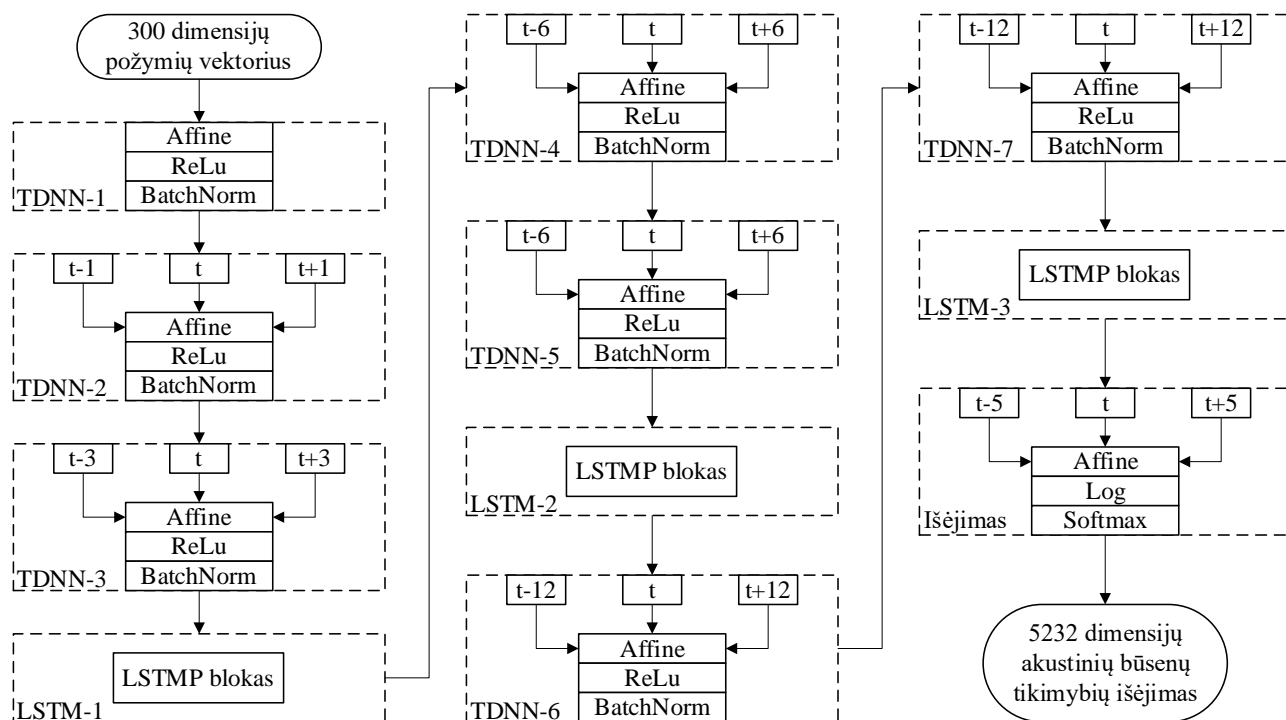 300 dimensijų
požymių vektorius
Affine
ReLu
BatchNorm
TDNN-1
t-1
t
t+1
Affine
ReLu
BatchNorm
TDNN-2
t-3
t
t+3
Affine
ReLu
BatchNorm
TDNN-3
LSTMP blokas
LSTM-1
t-6
t
t+6
Affine
ReLu
BatchNorm
TDNN-4
t-6
t
t+6
Affine
ReLu
BatchNorm
TDNN-5
LSTMP blokas
LSTM-2
t-12
t
t+12
Affine
ReLu
BatchNorm
TDNN-6
t-12
t
t+12
Affine
ReLu
BatchNorm
TDNN-7
LSTMP blokas
LSTM-3
t-5
t
t+5
Affine
Log
Softmax
Išėjimas
5232 dimensijų
akustinių būsenų
tikimybių išėjimas